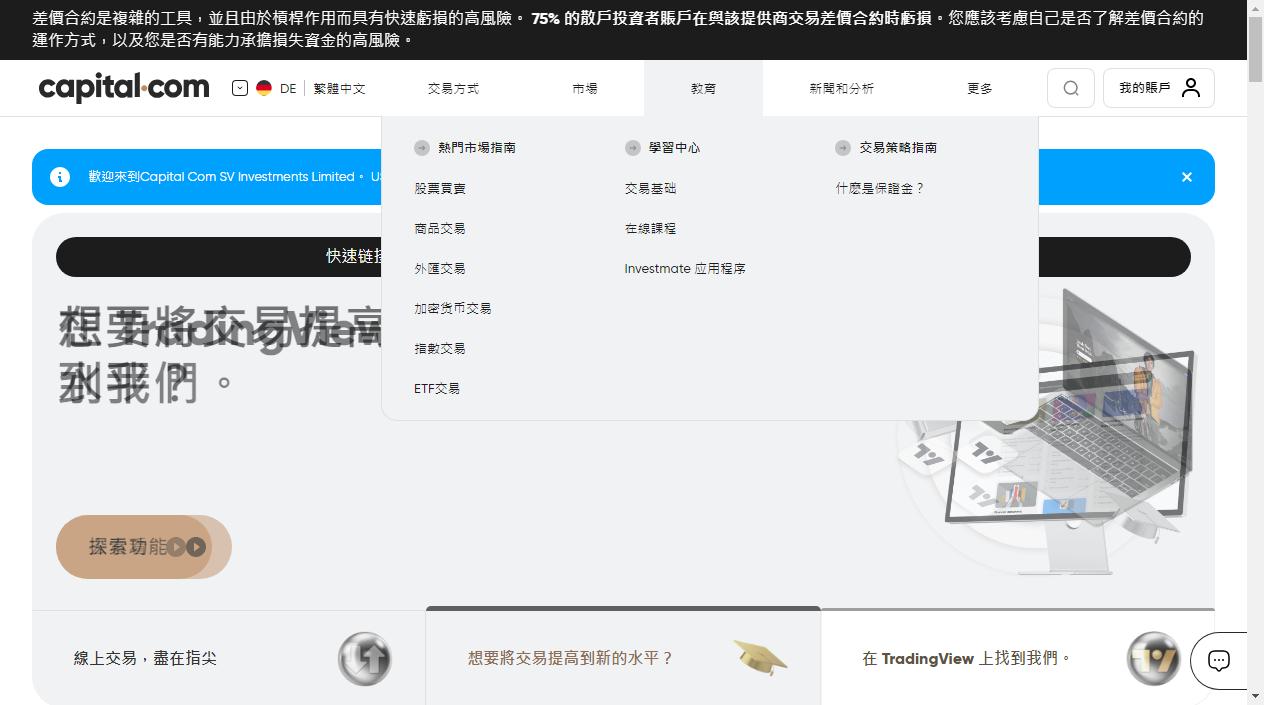 差價合約是複雜的工具，並且由於槓桿作用而具有快速虧損的高風險。 75% 的散戶投資者賬戶在與該提供商交易差價合約時虧損。您應該考慮自己是否了解差價合約的
運作方式，以及您是否有能力承擔損失資金的高風險。
capital.com
DE 繁體中文
交易方式
市場
教育
新聞和分析
更多
我的賬戶
熱門市場指南
學習中心
交易策略指南
股票買賣
交易基础
什麼是保證金？
商品交易
在線課程
外匯交易
Investmate 应用程序
加密货币交易
指數交易
ETF交易
歡迎來到Capital Com SV Investments Limited。
快速链接
想要將交易提高
TradingView
水平？
到我們。
探索功能
線上交易，盡在指尖
想要將交易提高到新的水平？
在 TradingView 上找到我們。